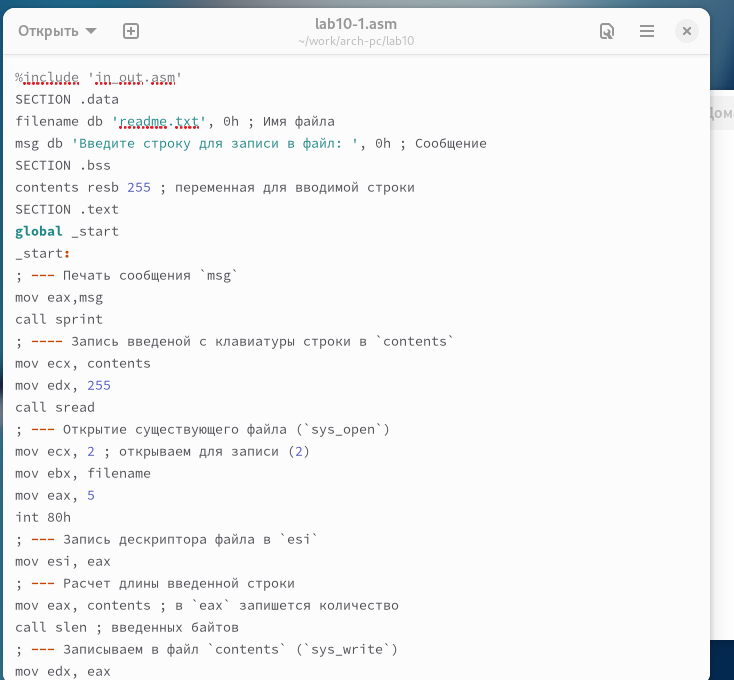 Открыть
lab10-1.asm
~/work/arch-pc/lab10
%include 'in_out.asm'
SECTION .data
filename db 'readme.txt', 0h ; Имя файла
msg db 'Введите строку для записи в файл: ', 0h ; Сообщение
SECTION .bss
contents resb 255 ; переменная для вводимой строки
SECTION .text
global _start
_start:
; --- Печать сообщения `msg`
mov eax,msg
call sprint
; ---- Запись введеной с клавиатуры строки в `contents`
mov ecx, contents
mov edx, 255
call sread
; --- Открытие существующего файла (`sys_open`)
mov ecx, 2 ; открываем для записи (2)
mov ebx, filename
mov eax, 5
int 80h
; --- Запись дескриптора файла в `esi`
mov esi, eax
; --- Расчет длины введенной строки
mov eax, contents ; в `eax` запишется количество
call slen ; введенных байтов
; --- Записываем в файл `contents` (`sys_write`)
mov edx, eax